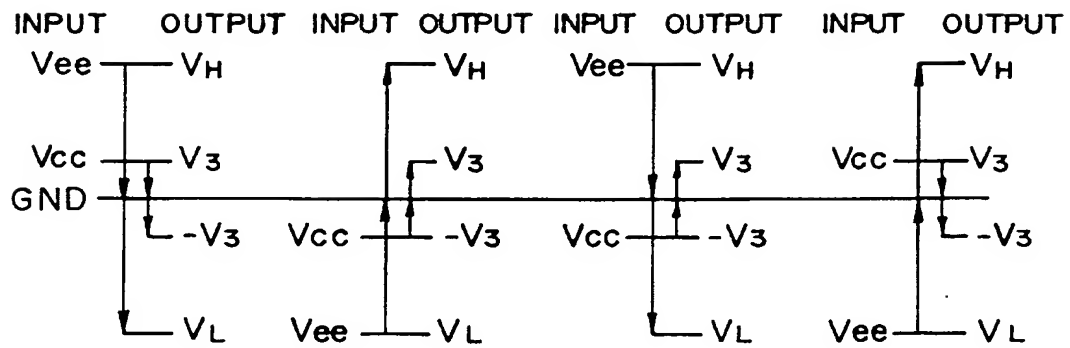 INPUT OUTPUT INPUT OUTPUT INPUT OUTPUT INPUT OUTPUT
Vee VH VH Vee VH VH
Vcc V3 V3 V3 Vcc V3
GND
-V3 Vcc -V3 Vcc -V3 -V3
VL Vee VL VL Vee VL